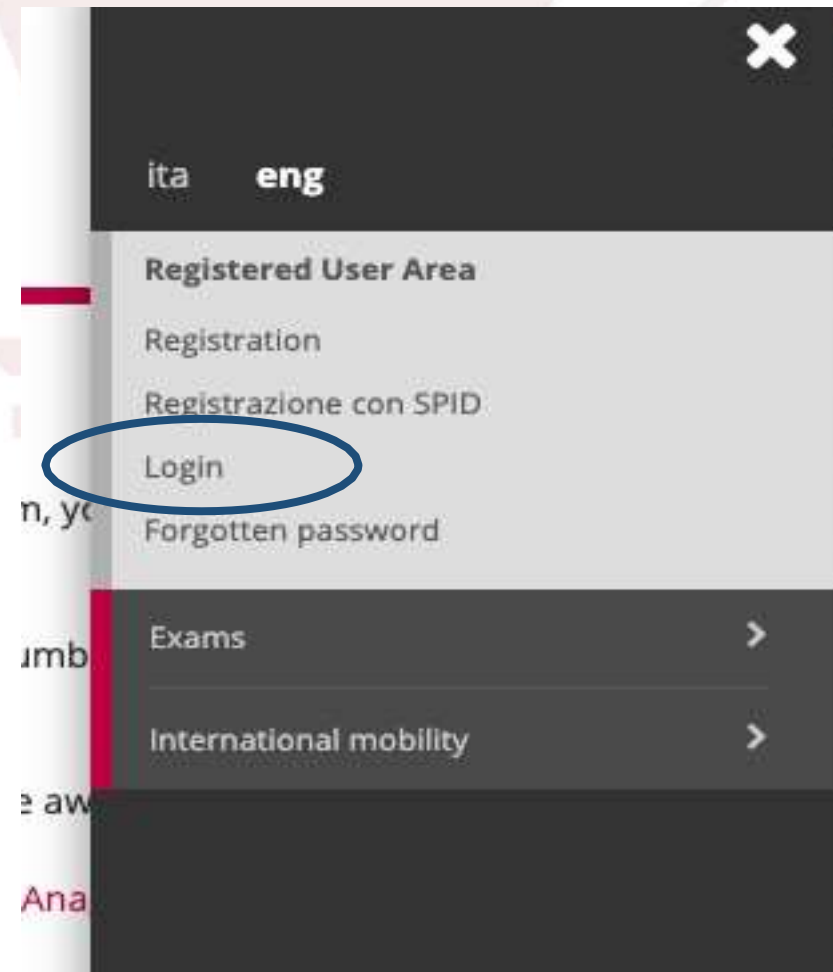 ita eng
Registered User Area
Registration
Registrazione con SPID
Login
Forgotten password
Exams
International mobility